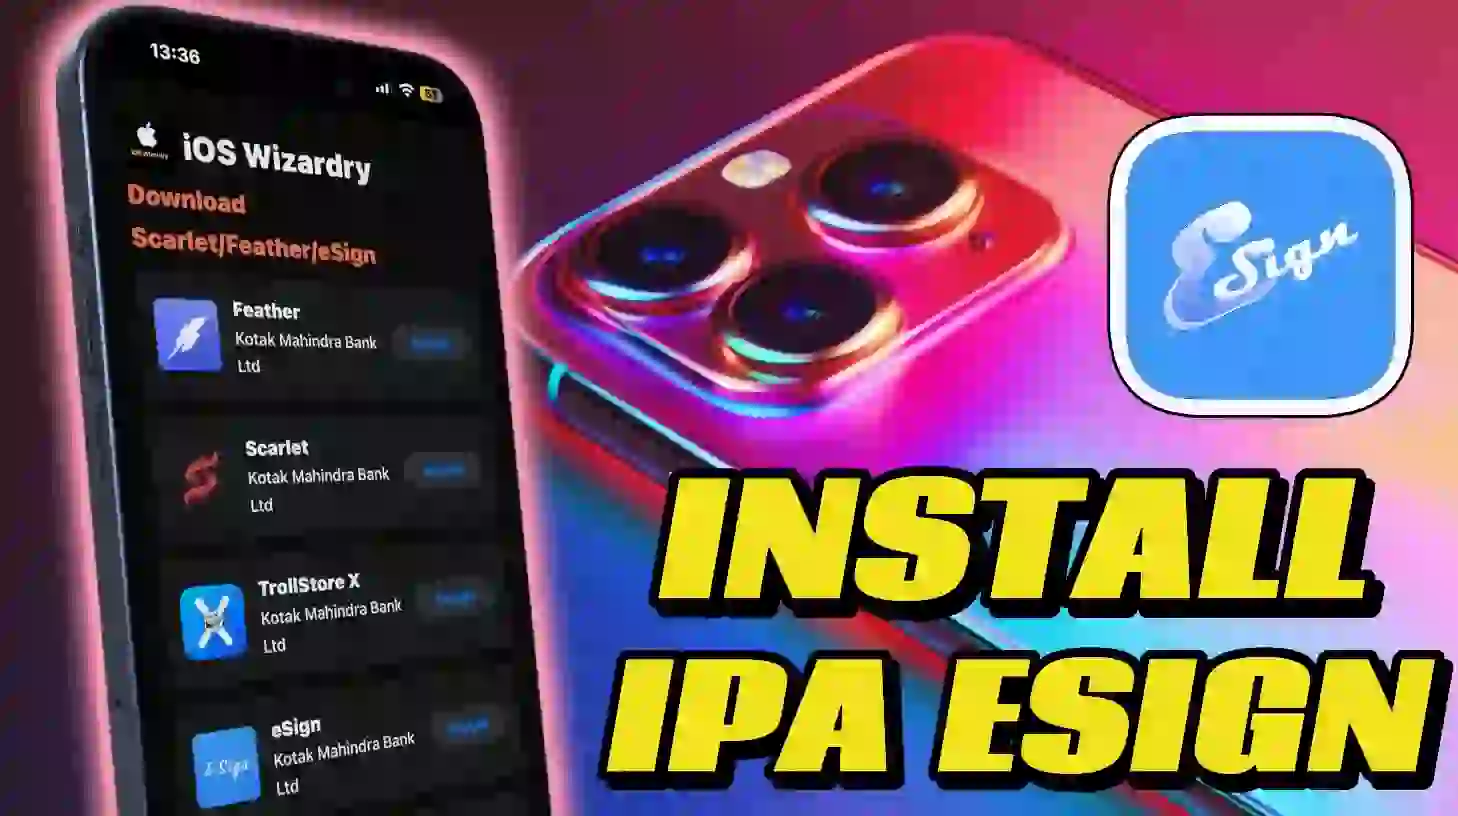 13:36
iOS Wizardry
Download
Scarlet/Feather/eSign
Feather
Kotak Mahindra Bank
Ltd
Scarlet
Kotak Mahindra Bank
Ltd
TrollStore X
Kotak Mahindra Bank
Ltd
eSign
Kotak Mahindra Bank
Ltd
E Sign
ESign
INSTALL
IPA ESIGN